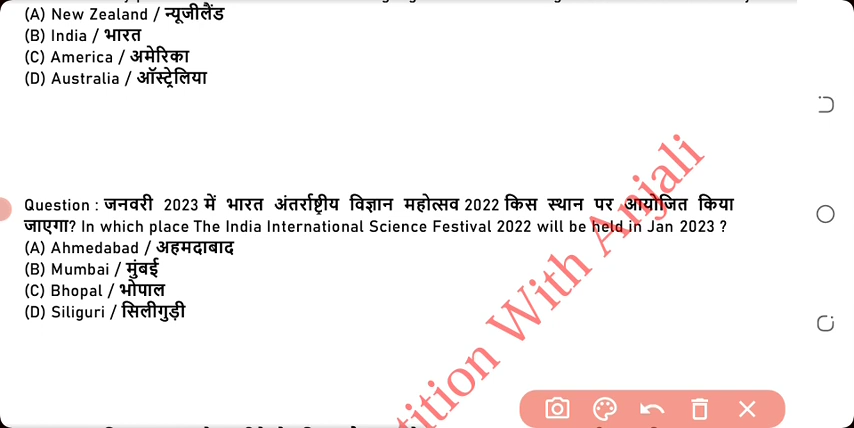 (A) New Zealand / न्यूजीलैंड
(B) India / भारत
(C) America / अमेरिका
(D) Australia / ऑस्ट्रेलिया
Question : जनवरी 2023 में भारत अंतर्राष्ट्रीय विज्ञान महोत्सव 2022 किस स्थान पर आयोजित किया
जाएगा? In which place The India International Science Festival 2022 will be held in Jan 2023 ?
(A) Ahmedabad / अहमदाबाद
(B) Mumbai / मुंबई
(C) Bhopal / भोपाल
(D) Siliguri / सिलीगुड़ी
tition With Anjali